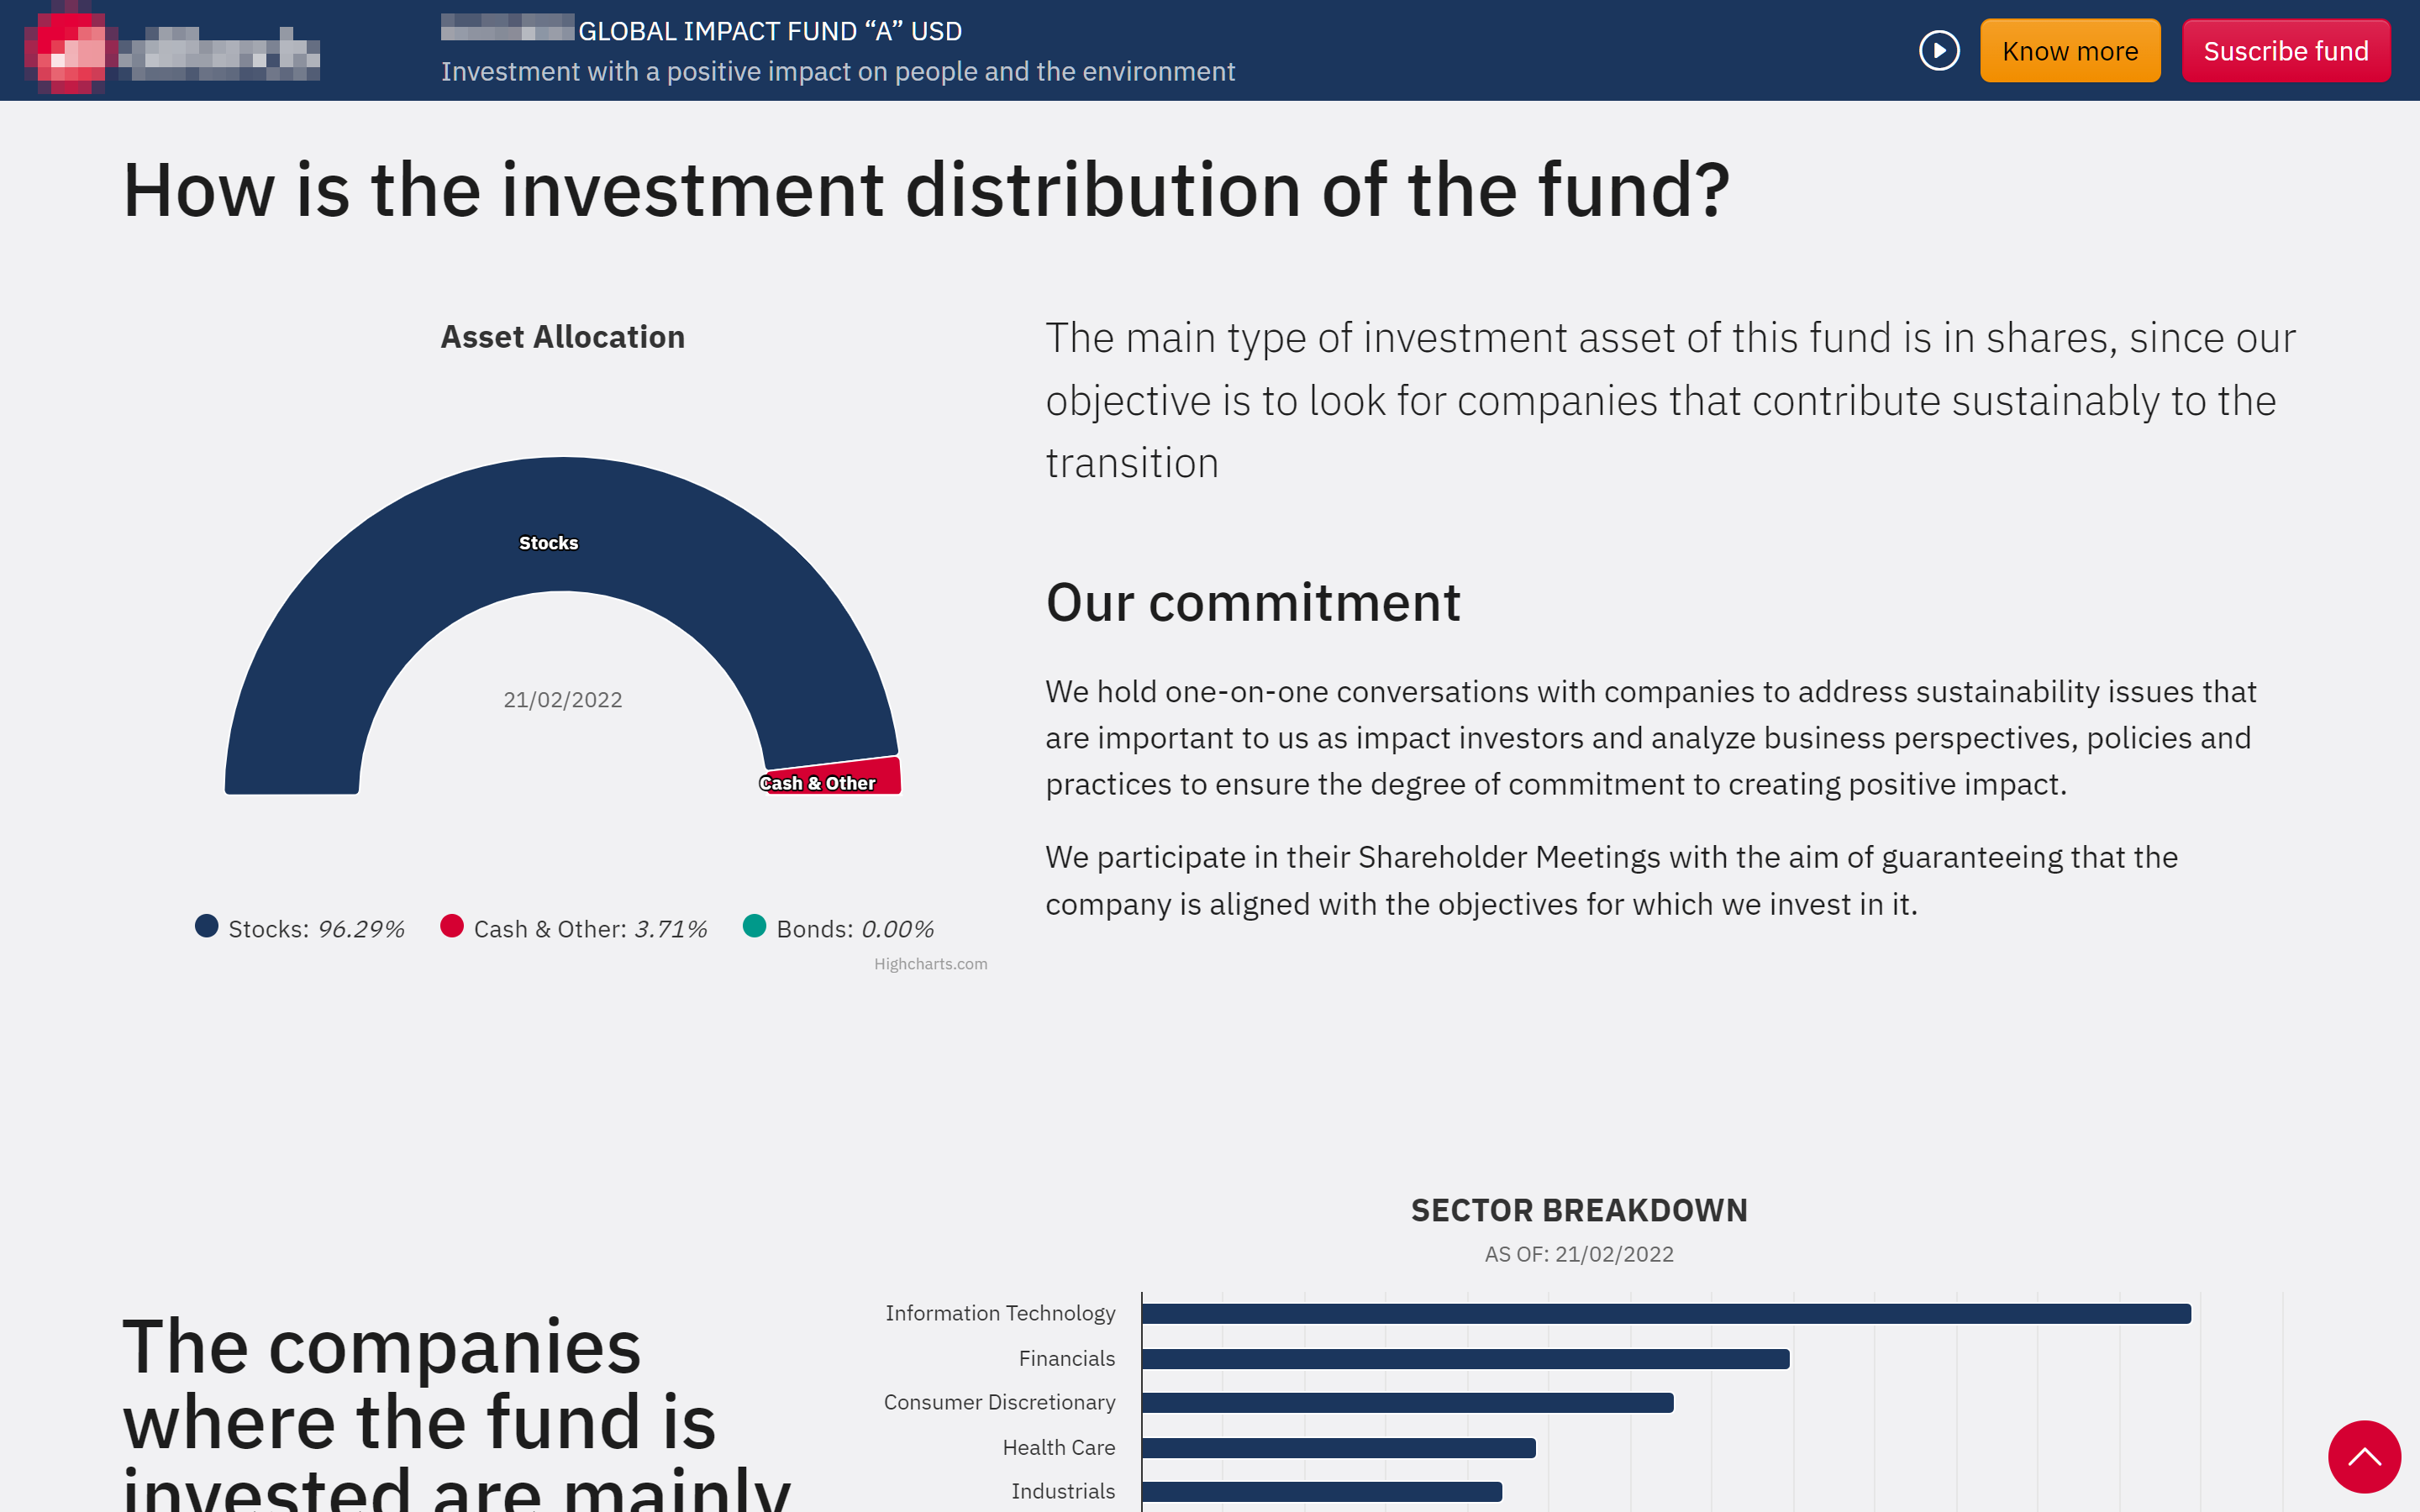 GLOBAL IMPACT FUND “A” USD
Investment with a positive impact on people and the environment
Know more
Suscribe fund
How is the investment distribution of the fund?
Asset Allocation
Stocks
21/02/2022
Cash & Other
Stocks: 96.29%
Cash & Other: 3.71%
Bonds: 0.00%
Highcharts.com
The main type of investment asset of this fund is in shares, since our
objective is to look for companies that contribute sustainably to the
transition
Our commitment
We hold one-on-one conversations with companies to address sustainability issues that
are important to us as impact investors and analyze business perspectives, policies and
practices to ensure the degree of commitment to creating positive impact.
We participate in their Shareholder Meetings with the aim of guaranteeing that the
company is aligned with the objectives for which we invest in it.
The companies
where the fund is
invested are mainly
SECTOR BREAKDOWN
AS OF: 21/02/2022
Information Technology
Financials
Consumer Discretionary
Health Care
Industrials